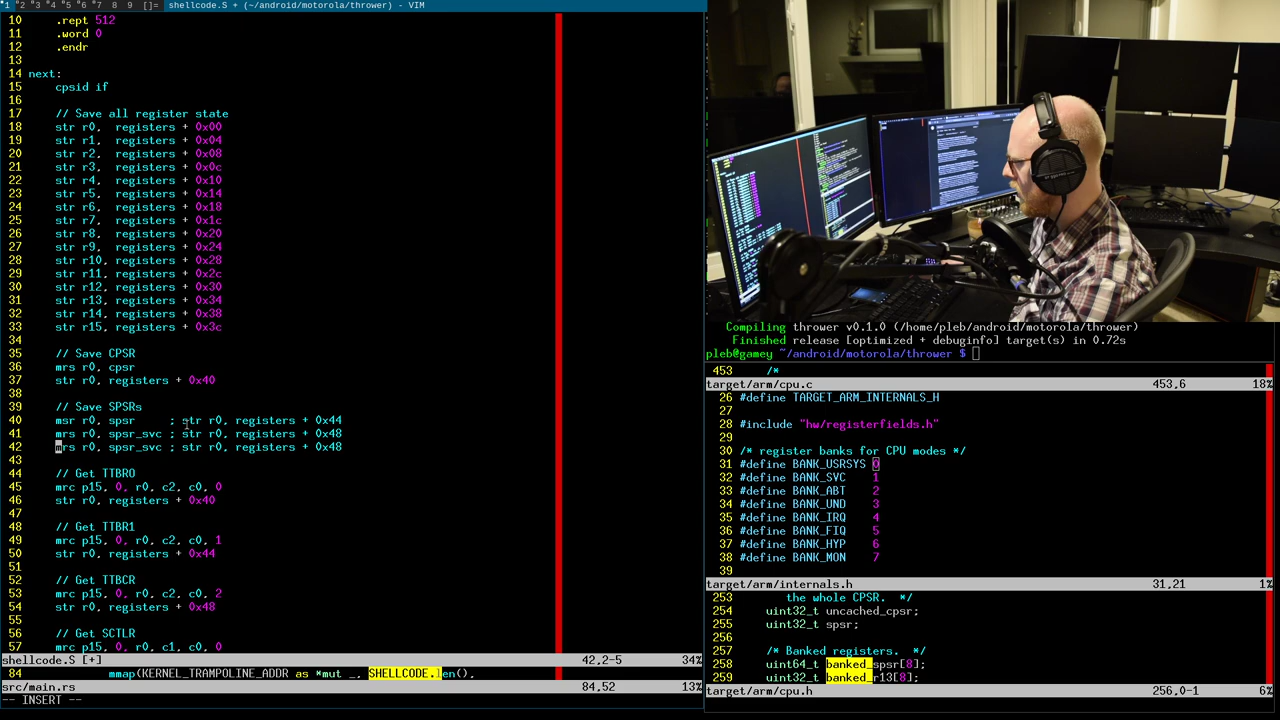 1 2 3 4 5 6 7 8 9 []= shellcode.S + (~/android/motorola/thrower) - VIM
10 .rept 512
11 .word 0
12 .endr
13
14 next:
15 cpsid if
16
17 // Save all register state
18 str r0, registers + 0x00
19 str r1, registers + 0x04
20 str r2, registers + 0x08
21 str r3, registers + 0x0c
22 str r4, registers + 0x10
23 str r5, registers + 0x14
24 str r6, registers + 0x18
25 str r7, registers + 0x1c
26 str r8, registers + 0x20
27 str r9, registers + 0x24
28 str r10, registers + 0x28
29 str r11, registers + 0x2c
30 str r12, registers + 0x30
31 str r13, registers + 0x34
32 str r14, registers + 0x38
33 str r15, registers + 0x3c
34
35 // Save CPSR
36 mrs r0, cpsr
37 str r0, registers + 0x40
38
39 // Save SPSRs
40 msr r0, spsr ; str r0, registers + 0x44
41 mrs r0, spsr_svc ; str r0, registers + 0x48
42 mrs r0, spsr_svc ; str r0, registers + 0x48
43
44 // Get TTBR0
45 mrc p15, 0, r0, c2, c0, 0
46 str r0, registers + 0x40
47
48 // Get TTBR1
49 mrc p15, 0, r0, c2, c0, 1
50 str r0, registers + 0x44
51
52 // Get TTBCR
53 mrc p15, 0, r0, c2, c0, 2
54 str r0, registers + 0x48
55
56 // Get SCTLR
57 mrc p15, 0, r0, c1, c0, 0
shellcode.S [+] 42,2-5 34%
84 mmap(KERNEL_TRAMPOLINE_ADDR as *mut _, SHELLCODE.len(),
src/main.rs 84,52 13%
-- INSERT --
Compiling thrower v0.1.0 (/home/pleb/android/motorola/thrower)
Finished release [optimized + debuginfo] target(s) in 0.72s
pleb@gamey ~/android/motorola/thrower $
453 /*
target/arm/cpu.c 453,6 18%
26 #define TARGET_ARM_INTERNALS_H
27
28 #include "hw/registerfields.h"
29
30 /* register banks for CPU modes */
31 #define BANK_USRSYS 0
32 #define BANK_SVC 1
33 #define BANK_ABT 2
34 #define BANK_UND 3
35 #define BANK_IRQ 4
36 #define BANK_FIQ 5
37 #define BANK_HYP 6
38 #define BANK_MON 7
39
target/arm/internals.h 31,21 1%
253 the whole CPSR. */
254 uint32_t uncached_cpsr;
255 uint32_t spsr;
256
257 /* Banked registers. */
258 uint64_t banked_spsr[8];
259 uint32_t banked_r13[8];
target/arm/cpu.h 256,0-1 6%